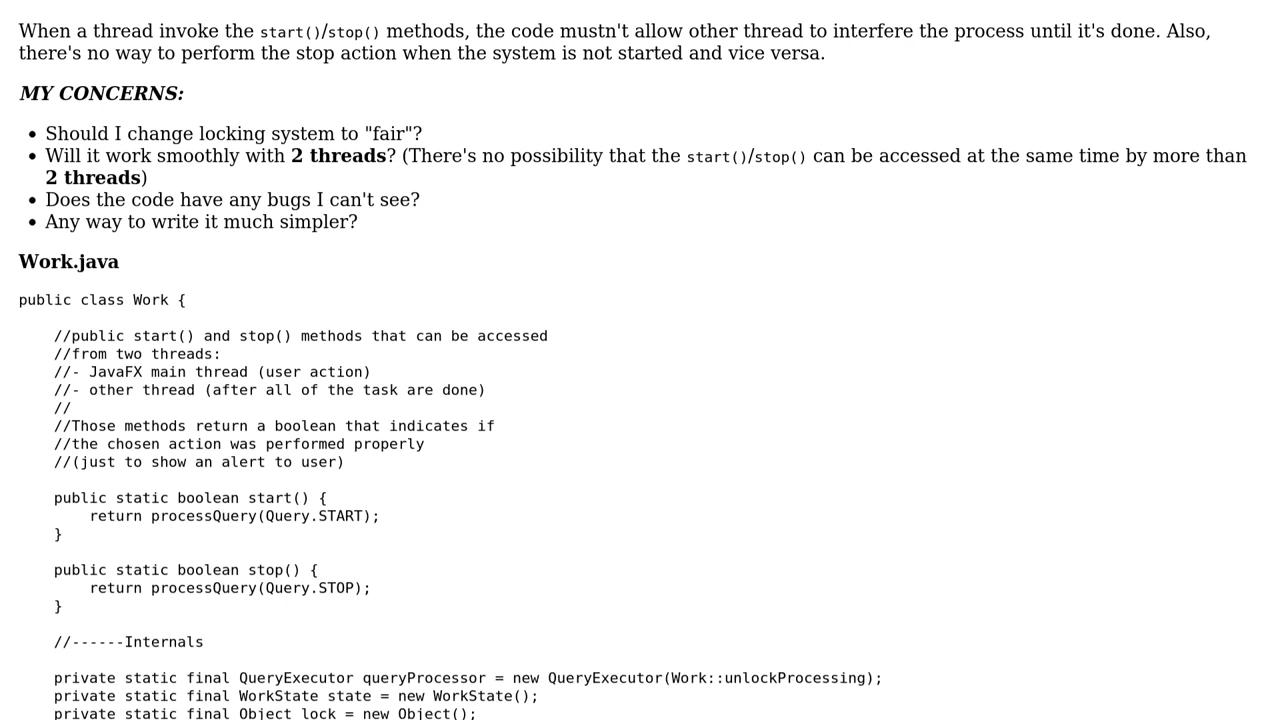 When a thread invoke the start()/stop() methods, the code mustn't allow other thread to interfere the process until it's done. Also,
there's no way to perform the stop action when the system is not started and vice versa.
MY CONCERNS:
• Should I change locking system to "fair"?
• Will it work smoothly with 2 threads? (There's no possibility that the start()/stop() can be accessed at the same time by more than
2 threads)
• Does the code have any bugs I can't see?
• Any way to write it much simpler?
Work.java
public class Work {
    //public start() and stop() methods that can be accessed
    //from two threads:
    //- JavaFX main thread (user action)
    //- other thread (after all of the task are done)
    //
    //Those methods return a boolean that indicates if
    //the chosen action was performed properly
    //(just to show an alert to user)
    public static boolean start() {
        return processQuery(Query.START);
    }
    public static boolean stop() {
        return processQuery(Query.STOP);
    }
    //------Internals
    private static final QueryExecutor queryProcessor = new QueryExecutor(Work::unlockProcessing);
    private static final WorkState state = new WorkState();
    private static final Object lock = new Object();